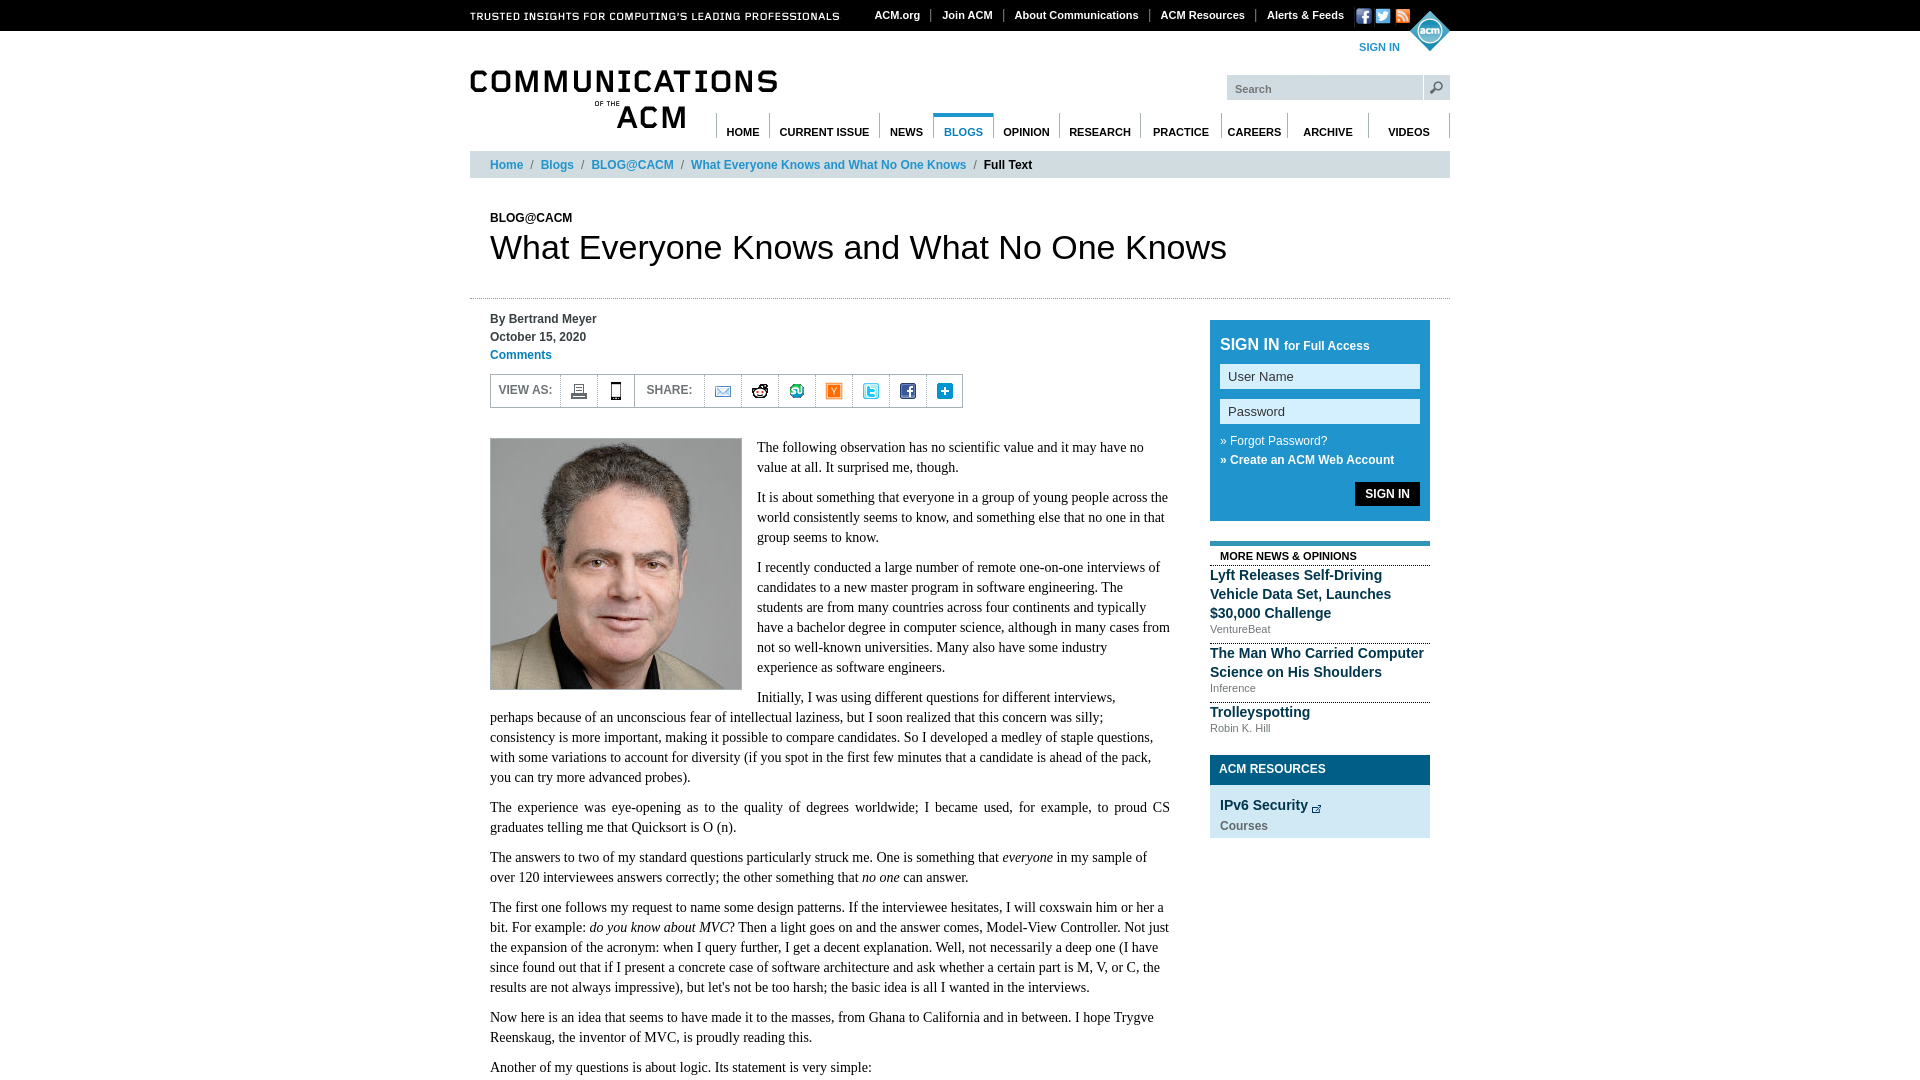 TRUSTED INSIGHTS FOR COMPUTING'S LEADING PROFESSIONALS
ACM.org
Join ACM
About Communications
ACM Resources
Alerts & Feeds
acm
SIGN IN
COMMUNICATIONS
OF THE
ACM
Search
HOME
CURRENT ISSUE
NEWS
BLOGS
OPINION
RESEARCH
PRACTICE
CAREERS
ARCHIVE
VIDEOS
Home / Blogs / BLOG@CACM / What Everyone Knows and What No One Knows / Full Text
BLOG@CACM
What Everyone Knows and What No One Knows
By Bertrand Meyer
October 15, 2020
Comments
VIEW AS:
SHARE:
The following observation has no scientific value and it may have no
value at all. It surprised me, though.
It is about something that everyone in a group of young people across the
world consistently seems to know, and something else that no one in that
group seems to know.
I recently conducted a large number of remote one-on-one interviews of
candidates to a new master program in software engineering. The
students are from many countries across four continents and typically
have a bachelor degree in computer science, although in many cases from
not so well-known universities. Many also have some industry
experience as software engineers.
Initially, I was using different questions for different interviews,
perhaps because of an unconscious fear of intellectual laziness, but I soon realized that this concern was silly;
consistency is more important, making it possible to compare candidates. So I developed a medley of staple questions,
with some variations to account for diversity (if you spot in the first few minutes that a candidate is ahead of the pack,
you can try more advanced probes).
The experience was eye-opening as to the quality of degrees worldwide; I became used, for example, to proud CS
graduates telling me that Quicksort is O (n).
The answers to two of my standard questions particularly struck me. One is something that everyone in my sample of
over 120 interviewees answers correctly; the other something that no one can answer.
The first one follows my request to name some design patterns. If the interviewee hesitates, I will coxswain him or her a
bit. For example: do you know about MVC? Then a light goes on and the answer comes, Model-View Controller. Not just
the expansion of the acronym: when I query further, I get a decent explanation. Well, not necessarily a deep one (I have
since found out that if I present a concrete case of software architecture and ask whether a certain part is M, V, or C, the
results are not always impressive), but let's not be too harsh; the basic idea is all I wanted in the interviews.
Now here is an idea that seems to have made it to the masses, from Ghana to California and in between. I hope Trygve
Reenskaug, the inventor of MVC, is proudly reading this.
Another of my questions is about logic. Its statement is very simple:
SIGN IN for Full Access
User Name
Password
» Forgot Password?
» Create an ACM Web Account
SIGN IN
MORE NEWS & OPINIONS
Lyft Releases Self-Driving
Vehicle Data Set, Launches
$30,000 Challenge
VentureBeat
The Man Who Carried Computer
Science on His Shoulders
Inference
Trolleyspotting
Robin K. Hill
ACM RESOURCES
IPv6 Security
Courses